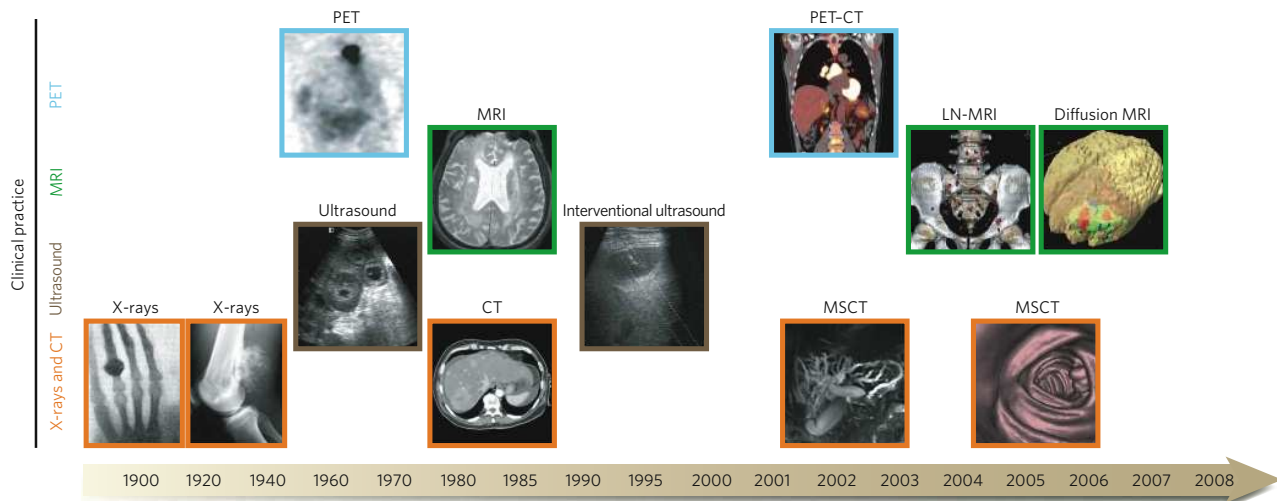 PET
PET–CT
MRI
LN-MRI
Diffusion MRI
Ultrasound
Interventional ultrasound
X-rays
X-rays
CT
MSCT
MSCT
Clinical practice
PET
MRI
Ultrasound
X-rays and CT
1900 1920 1940 1960 1970 1980 1985 1990 1995 2000 2001 2002 2003 2004 2005 2006 2007 2008